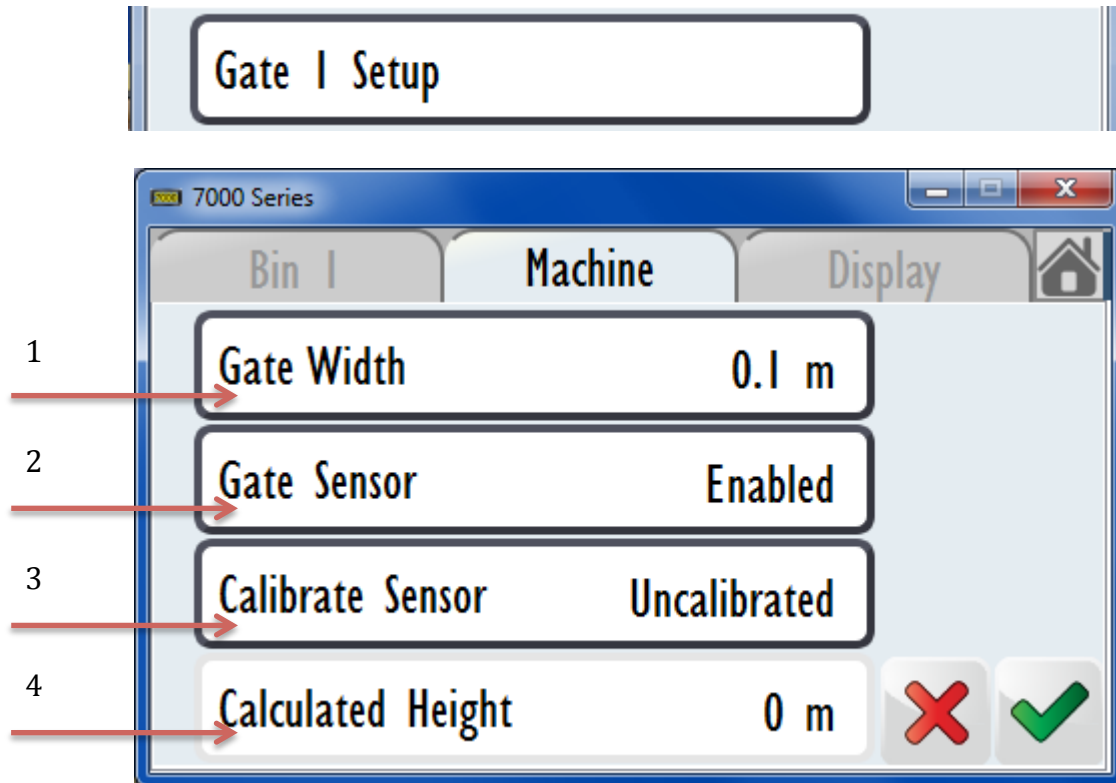 Gate 1 Setup
7000 Series
Bin 1 Machine Display
1 Gate Width 0.1 m
2 Gate Sensor Enabled
3 Calibrate Sensor Uncalibrated
4 Calculated Height 0 m